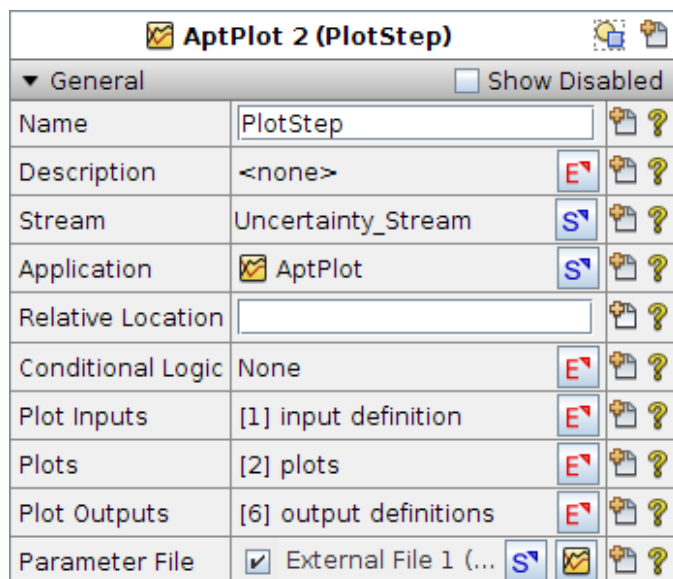 AptPlot 2 (PlotStep)
General Show Disabled
Name PlotStep
Description <none> E
Stream Uncertainty_Stream S
Application AptPlot S
Relative Location
Conditional Logic None E
Plot Inputs [1] input definition E
Plots [2] plots E
Plot Outputs [6] output definitions E
Parameter File External File 1 (... S